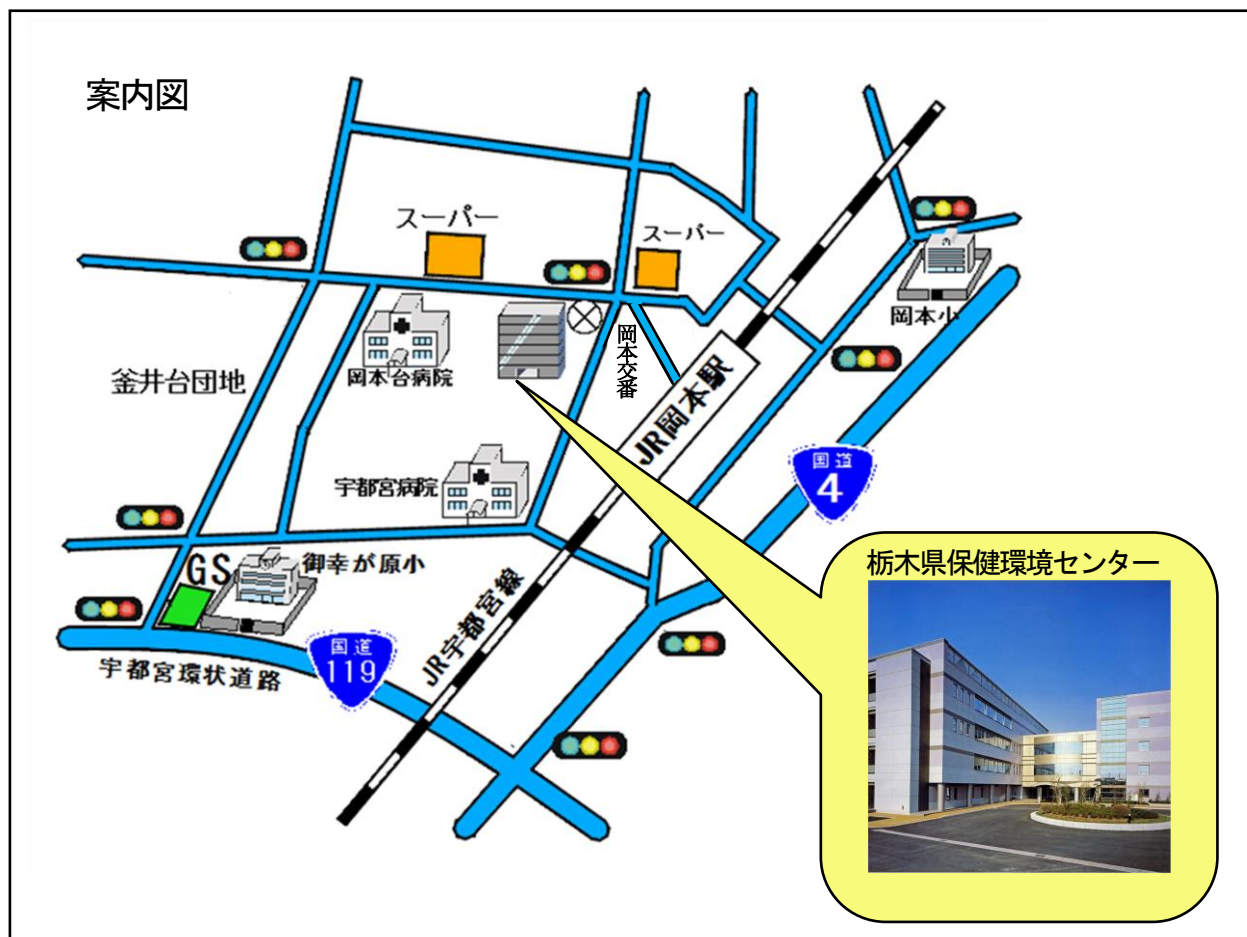 案内図
スーパー
スーパー
岡本小
岡本台病院
岡本交番
釜井台団地
JR岡本駅
国道
4
宇都宮病院
栃木県保健環境センター
GS
御幸が原小
JR宇都宮線
国道
119
宇都宮環状道路